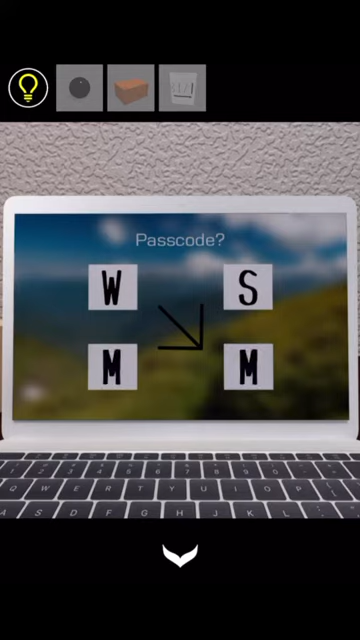 Passcode?
W S
M M
Q W E R T Y U I O P
A S D F G H J K L